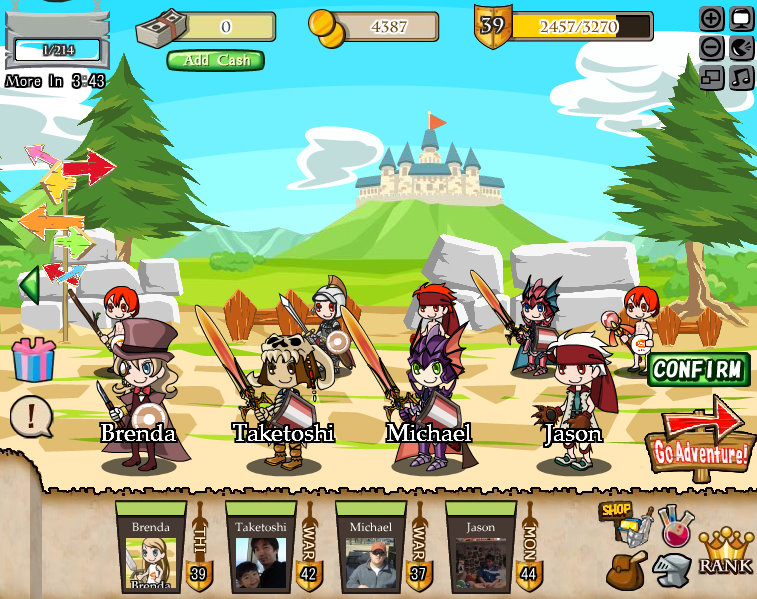 1/214
More In 3:43
0
Add Cash
4387
39
2457/3270
CONFIRM
Brenda
Taketoshi
Michael
Jason
Go Adventure!
Brenda
THI
39
Brenda
Taketoshi
WAR
42
Michael
WAR
37
Jason
MON
44
SHOP
RANK